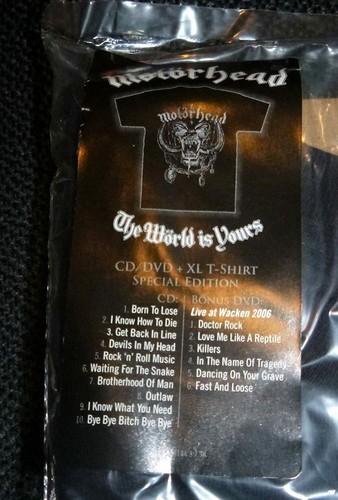 Motörhead
Motörhead
The Wörld is Yours
CD/DVD + XL T-Shirt
Special Edition
CD:
1. Born To Lose
2. I Know How To Die
3. Get Back In Line
4. Devils In My Head
5. Rock 'n' Roll Music
6. Waiting For The Snake
7. Brotherhood Of Man
8. Outlaw
9. I Know What You Need
10. Bye Bye Bitch Bye Bye
Bonus DVD:
Live at Wacken 2006
1. Doctor Rock
2. Love Me Like A Reptile
3. Killers
4. In The Name Of Tragedy
5. Dancing On Your Grave
6. Fast And Loose